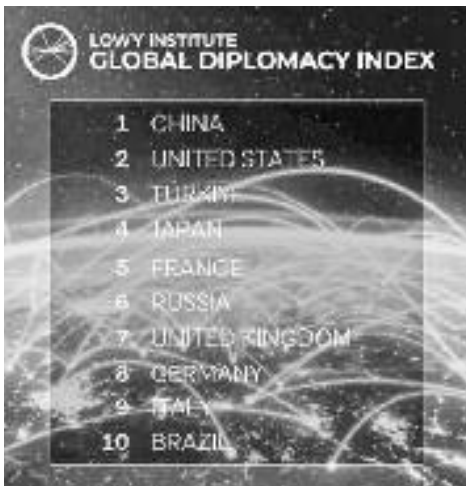 LOWY INSTITUTE
GLOBAL DIPLOMACY INDEX
1 CHINA
2 UNITED STATES
3 TÜRKIYE
4 JAPAN
5 FRANCE
6 RUSSIA
7 UNITED KINGDOM
8 GERMANY
9 ITALY
10 BRAZIL